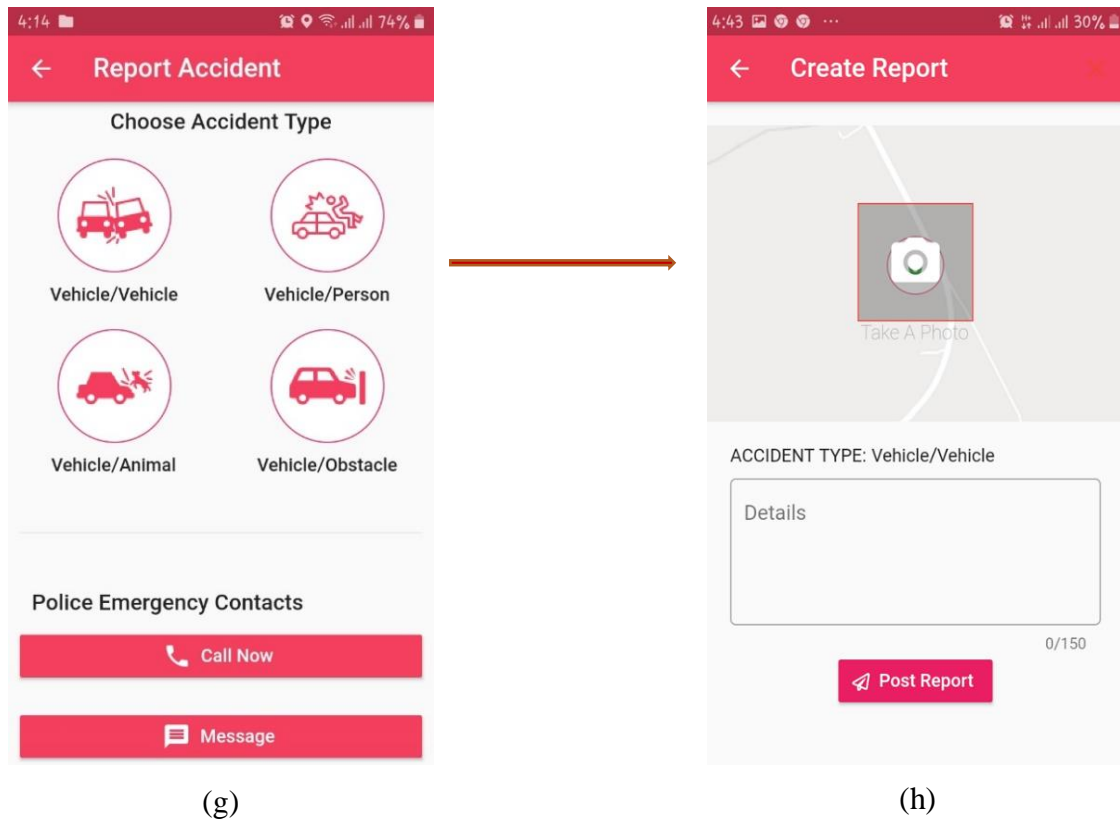 4:14
74%
Report Accident
Choose Accident Type
Vehicle/Vehicle
Vehicle/Person
Vehicle/Animal
Vehicle/Obstacle
Police Emergency Contacts
Call Now
Message
(g)
4:43
30%
Create Report
Take A Photo
ACCIDENT TYPE: Vehicle/Vehicle
Details
0/150
Post Report
(h)